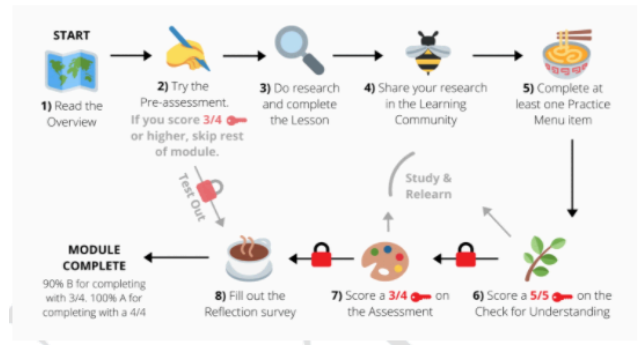 START
1) Read the
Overview
2) Try the
Pre-assessment.
If you score 3/4
or higher, skip rest
of module.
3) Do research
and complete
the Lesson
4) Share your research
in the Learning
Community
5) Complete at
least one Practice
Menu item
Test Out
Study &
Relearn
MODULE
COMPLETE
90% B for completing
with 3/4. 100% A for
completing with a 4/4
8) Fill out the
Reflection survey
7) Score a 3/4 on
the Assessment
6) Score a 5/5 on the
Check for Understanding